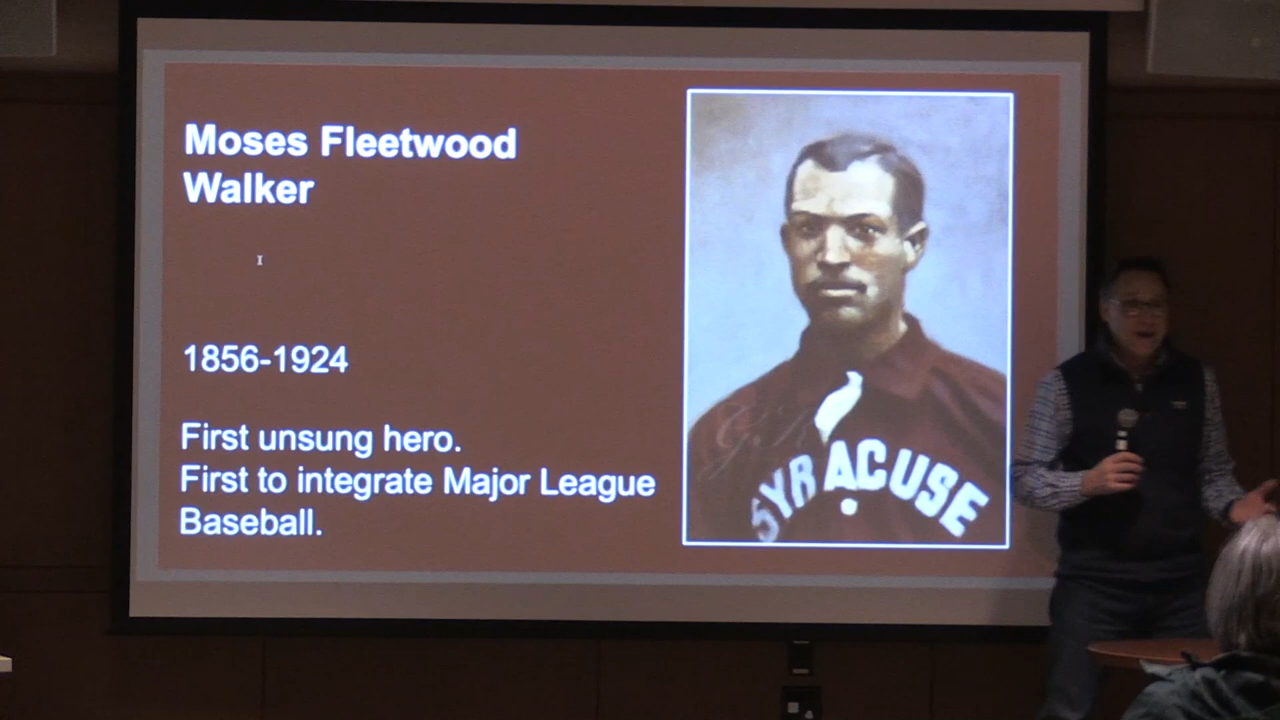 Moses Fleetwood
Walker
1856-1924
First unsung hero.
First to integrate Major League
Baseball.
SYRACUSE